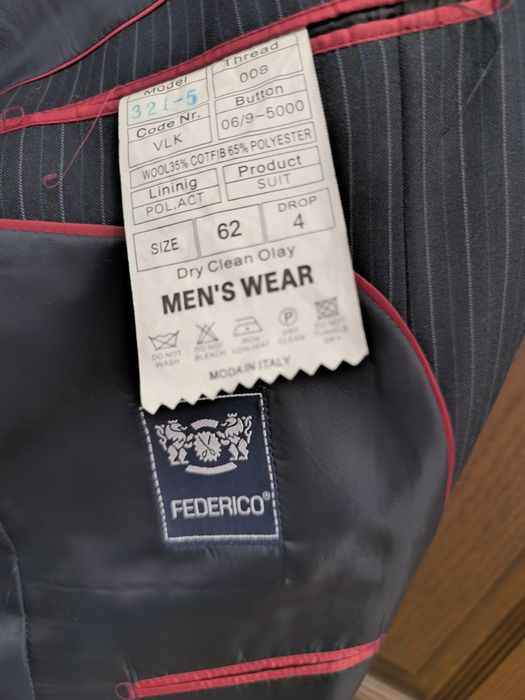 Model
321-5
Thread
008
Code Nr.
VLK
Button
06/9-5000
WOOL35% COTFIB 65% POLYESTER
Lininig
POL.ACT
Product
SUIT
SIZE
62
DROP
4
Dry Clean Olay
MEN'S WEAR
DO NOT
WASH
DO NOT
BLEACH
IRON
LOW HEAT
P
DRY
CLEAN
DO NOT
TUMBLE
DRY
MODA IN ITALY
FEDERICO®